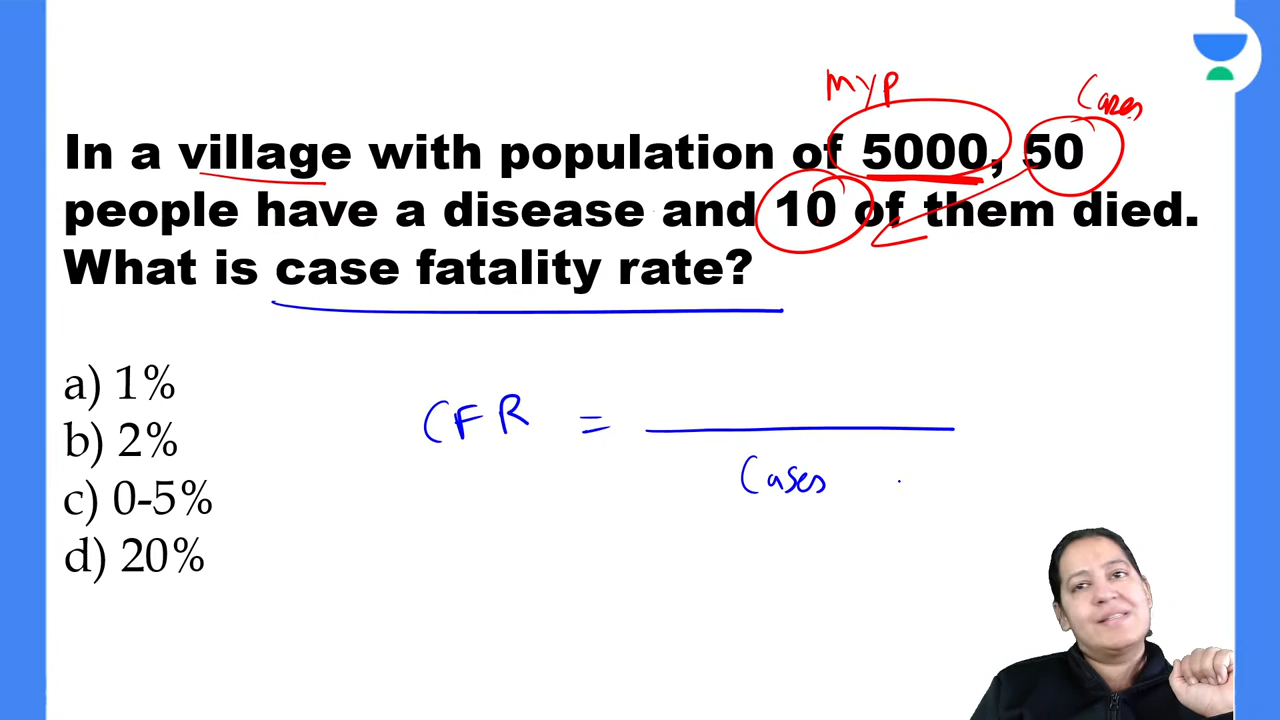 MYP
Cases
In a village with population of 5000, 50
people have a disease and 10 of them died.
What is case fatality rate?
a) 1%
b) 2%
c) 0-5%
d) 20%
CFR =
Cases